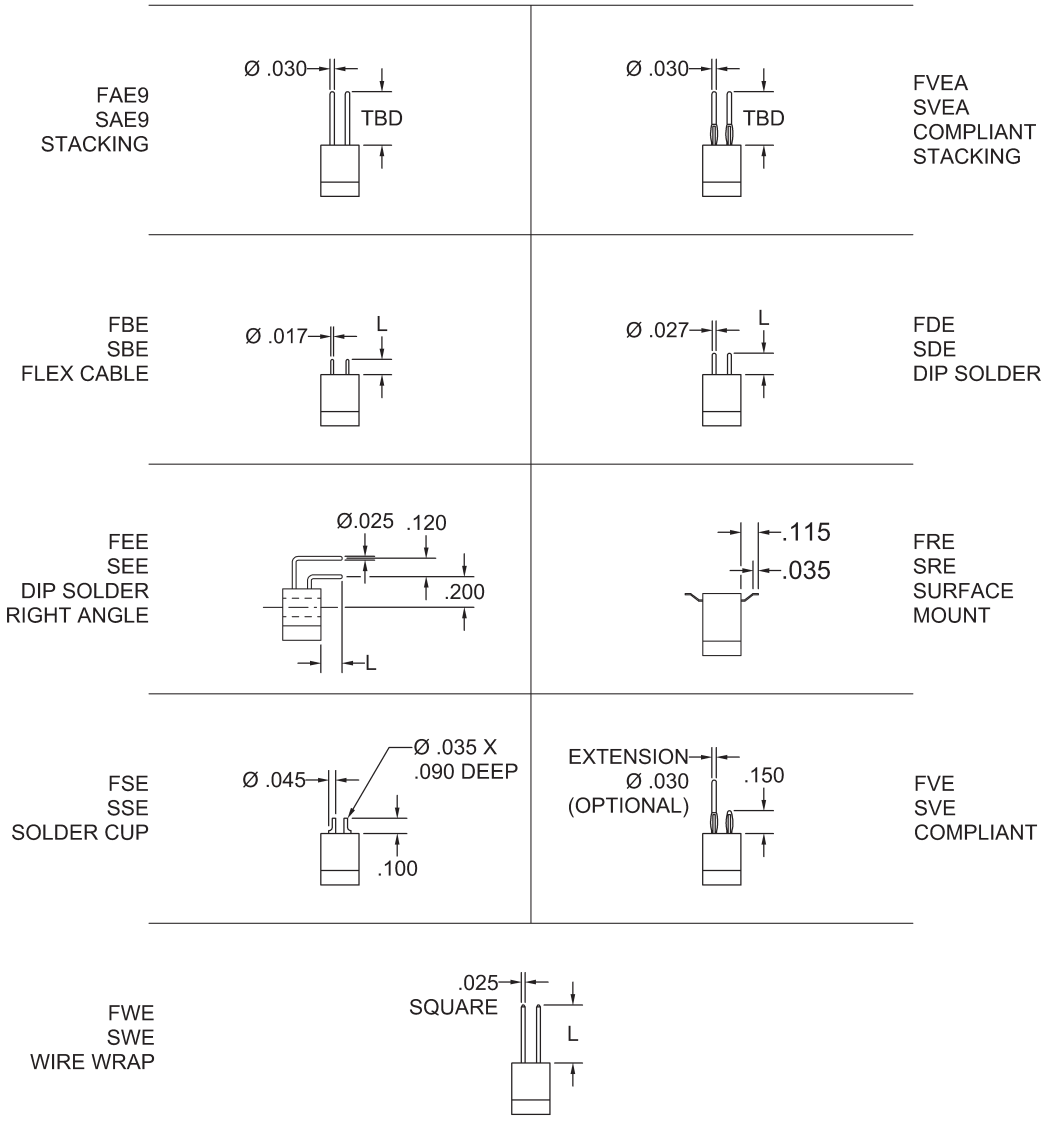 FAE9
SAE9
STACKING
Ø .030
TBD
Ø .030
TBD
FVEA
SVEA
COMPLIANT
STACKING
FBE
SBE
FLEX CABLE
Ø .017
L
Ø .027
L
FDE
SDE
DIP SOLDER
FEE
SEE
DIP SOLDER
RIGHT ANGLE
Ø.025
.120
.200
L
.115
.035
FRE
SRE
SURFACE
MOUNT
FSE
SSE
SOLDER CUP
Ø .045
Ø .035 X
.090 DEEP
.100
EXTENSION
Ø .030
(OPTIONAL)
.150
FVE
SVE
COMPLIANT
FWE
SWE
WIRE WRAP
.025
SQUARE
L